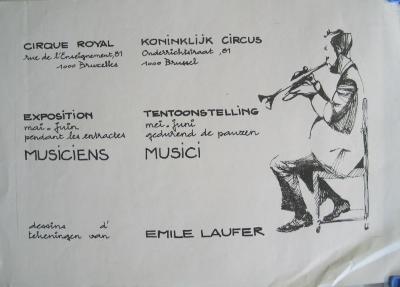 CIRQUE ROYAL
rue de l'Enseignement, 81
1000 Bruxelles
KONINKLIJK CIRCUS
Onderrichtstraat, 81
1000 Brussel
EXPOSITION
mai-juin
pendant les entractes
MUSICIENS
TENTOONSTELLING
mei-juni
gedurend de pauzen
MUSICI
dessins d'
tekeningen van
EMILE LAUFER